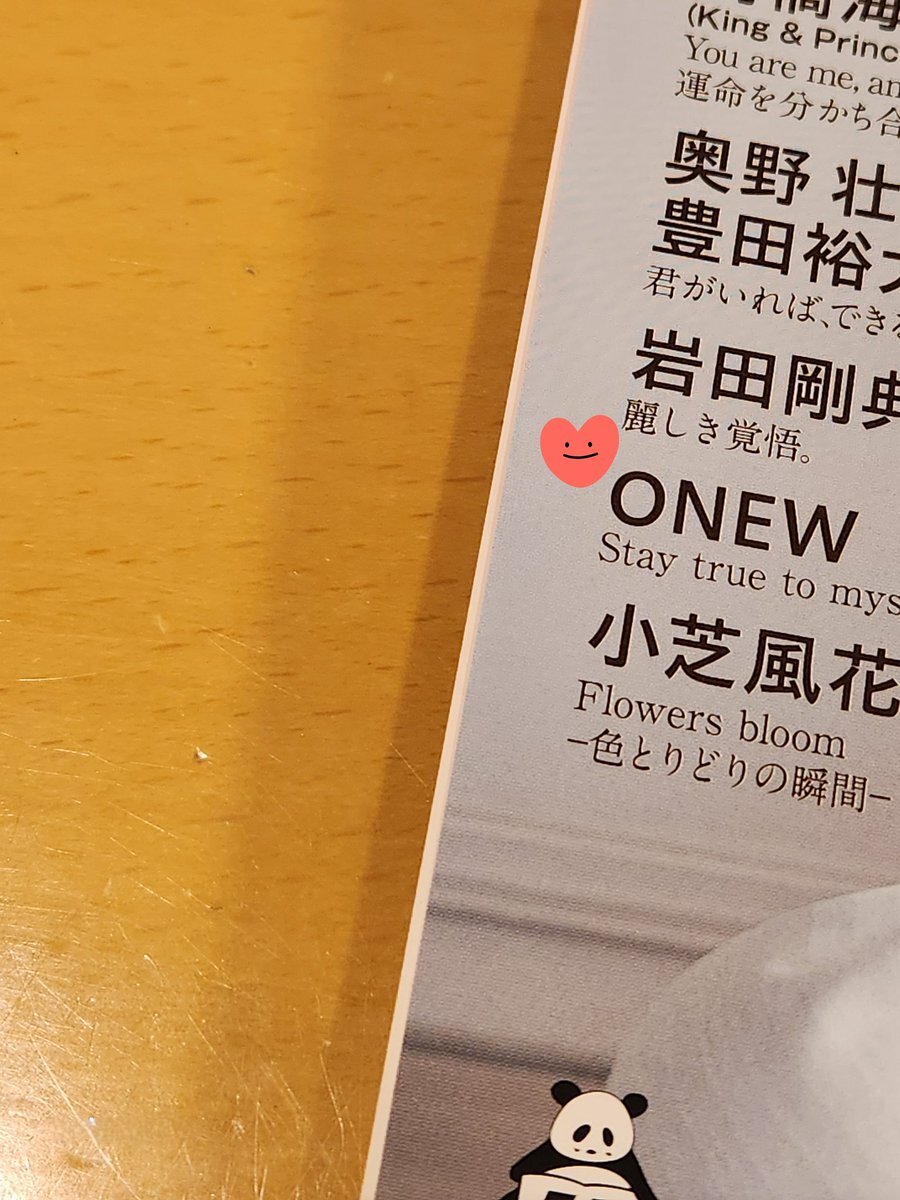 (King & Princ
You are me, an
運命を分かち合
奥野 壮
豊田裕
君がいれば、でき
岩田剛典
麗しき覚悟。
ONEW
Stay true to mys
小芝風花
Flowers bloom
−色とりどりの瞬間−